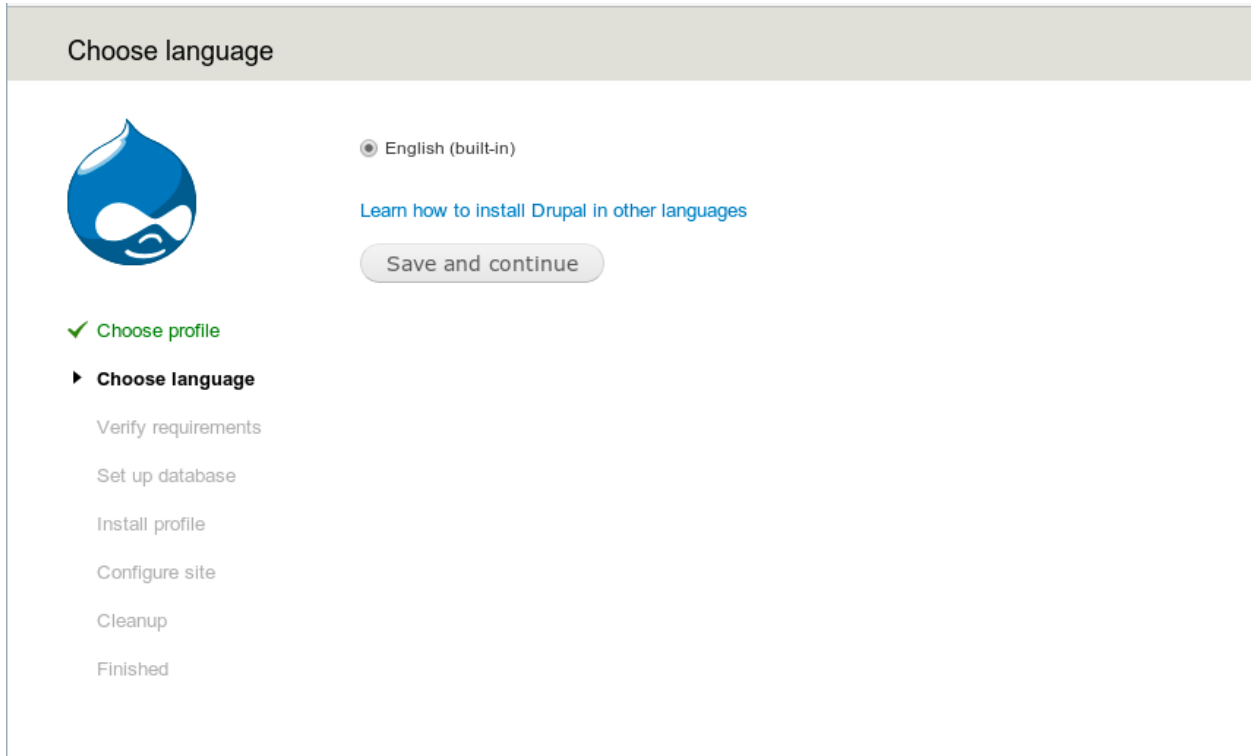 Choose language
English (built-in)
Learn how to install Drupal in other languages
Save and continue
Choose profile
Choose language
Verify requirements
Set up database
Install profile
Configure site
Cleanup
Finished